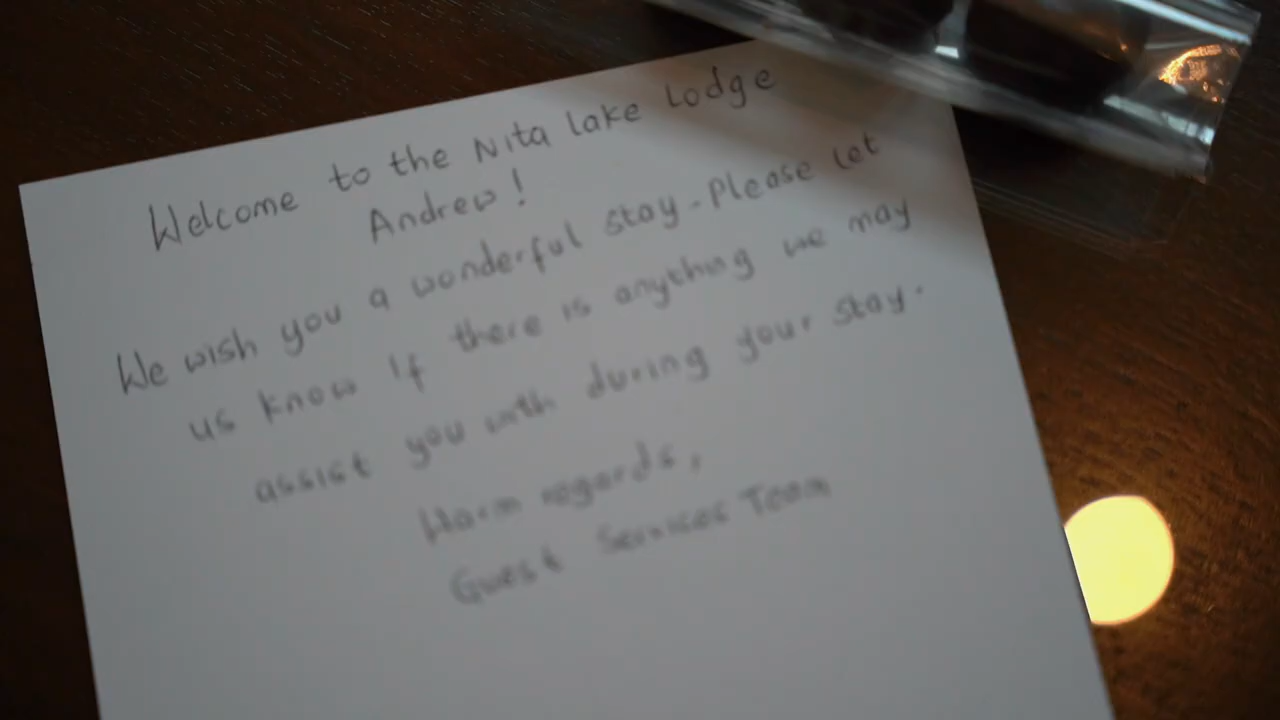 Welcome to the Nita lake Lodge
Andrew!
We wish you a wonderful stay. Please let
us know if there is anything we may
assist you with during your stay.
Warm regards,
Guest Services Team